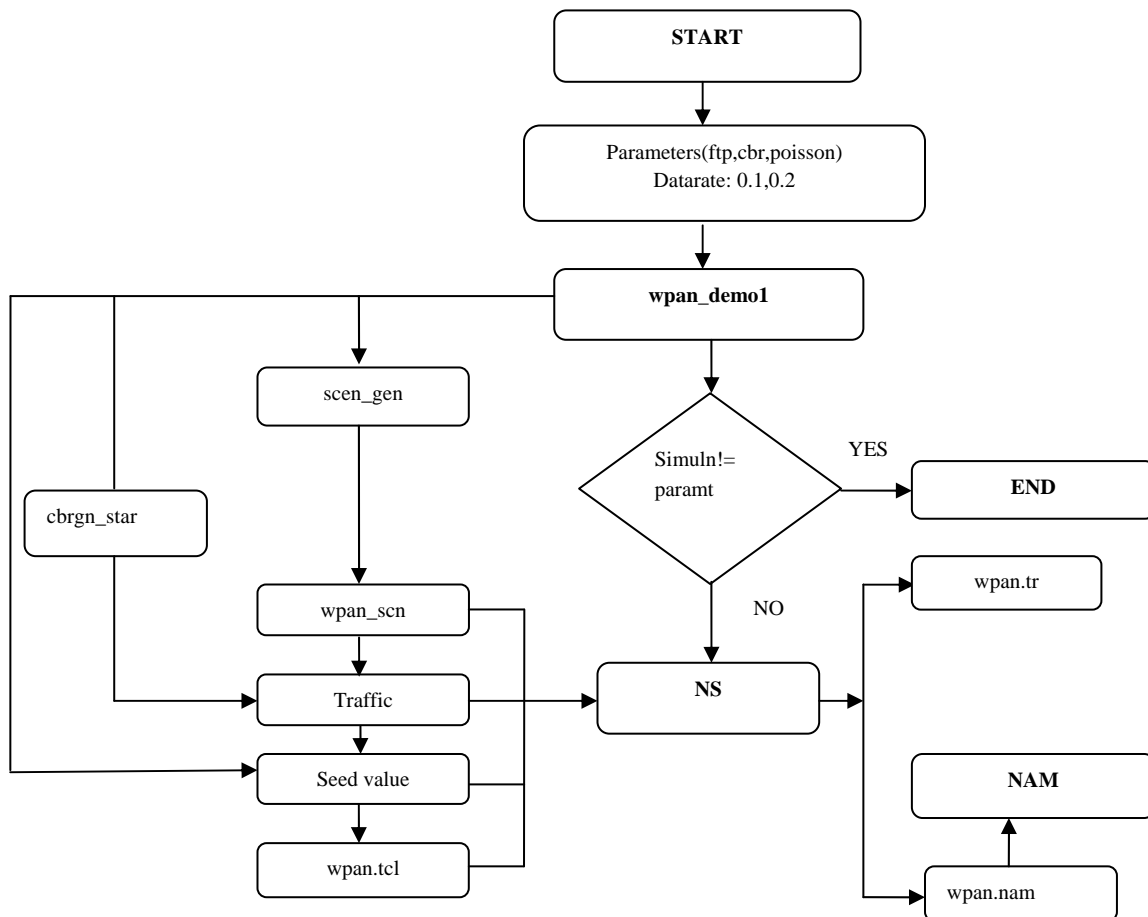 START
Parameters(ftp,cbr,poisson)
Datarate: 0.1,0.2
wpan_demo1
scen_gen
Simuln!=
paramt
YES
END
cbrgn_star
wpan_scn
NO
wpan.tr
Traffic
NS
Seed value
NAM
wpan.tcl
wpan.nam